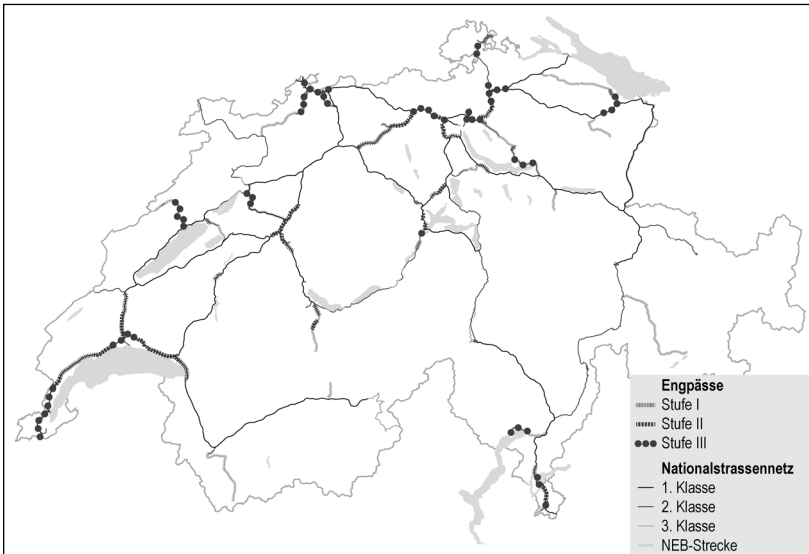 Engpässe
Stufe I
Stufe II
Stufe III
Nationalstrassennetz
1. Klasse
2. Klasse
3. Klasse
NEB-Strecke